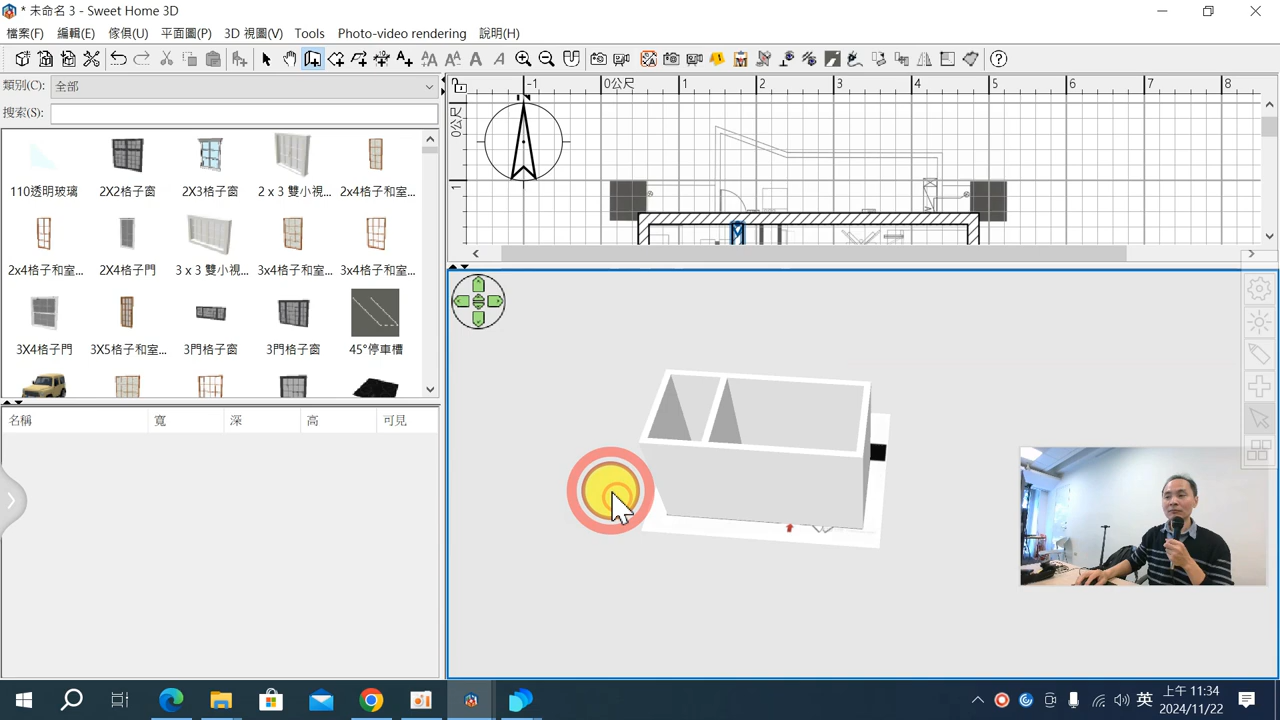 * 未命名 3 - Sweet Home 3D
檔案(F) 編輯(E) 傢俱(U) 平面圖(P) 3D 視圖(V) Tools Photo-video rendering 說明(H)
類別(C): 全部
搜索(S):
110透明玻璃 2X2格子窗 2X3格子窗 2 x 3 雙小視... 2x4格子和室...
2x4格子和室... 2X4格子門 3 x 3 雙小視... 3x4格子和室... 3x4格子和室...
3X4格子門 3X5格子和室... 3門格子窗 3門格子窗 45°停車槽
名稱 寬 深 高 可見
-1 0公尺 1 2 3 4 5 6 7 8
0公尺
1
N
英
上午 11:34
2024/11/22